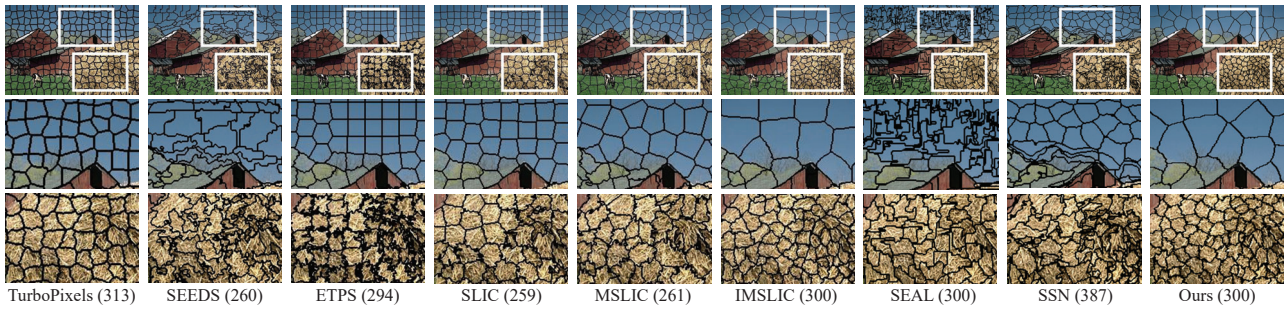 TurboPixels (313) SEEDS (260) ETPS (294) SLIC (259) MSLIC (261) IMSLIC (300) SEAL (300) SSN (387) Ours (300)